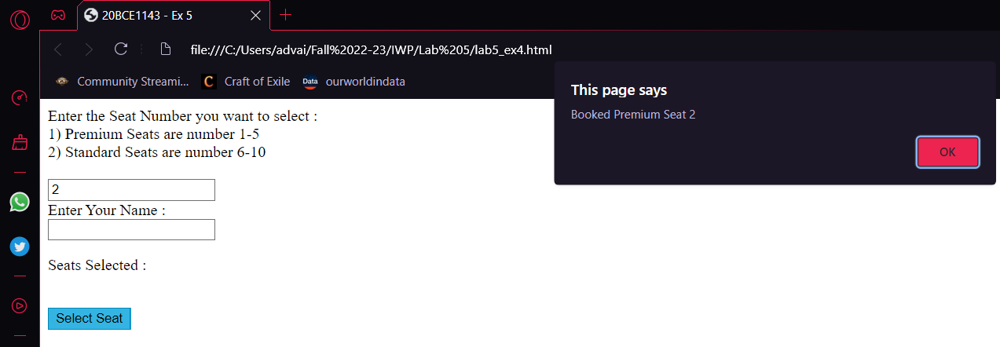 20BCE1143 - Ex 5
file:///C:/Users/advai/Fall%2022-23/IWP/Lab%205/lab5_ex4.html
Community Streami...
C
Craft of Exile
Data
ourworldindata
This page says
Booked Premium Seat 2
OK
Enter the Seat Number you want to select :
1) Premium Seats are number 1-5
2) Standard Seats are number 6-10
2
Enter Your Name :
Seats Selected :
Select Seat